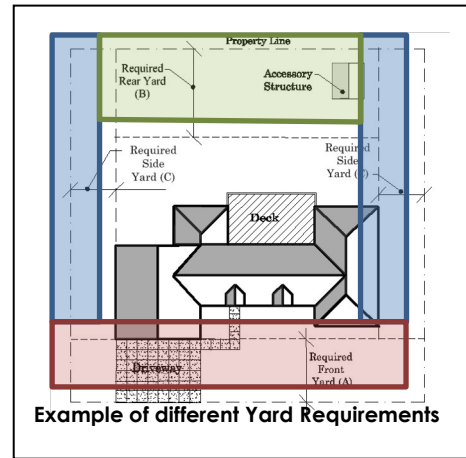 Property Line
Required
Rear Yard
(B)
Accessory
Structure
Required
Side
Yard (C)
Required
Side
Yard (C)
Deck
Driveway
Required
Front
Yard (A)
Example of different Yard Requirements